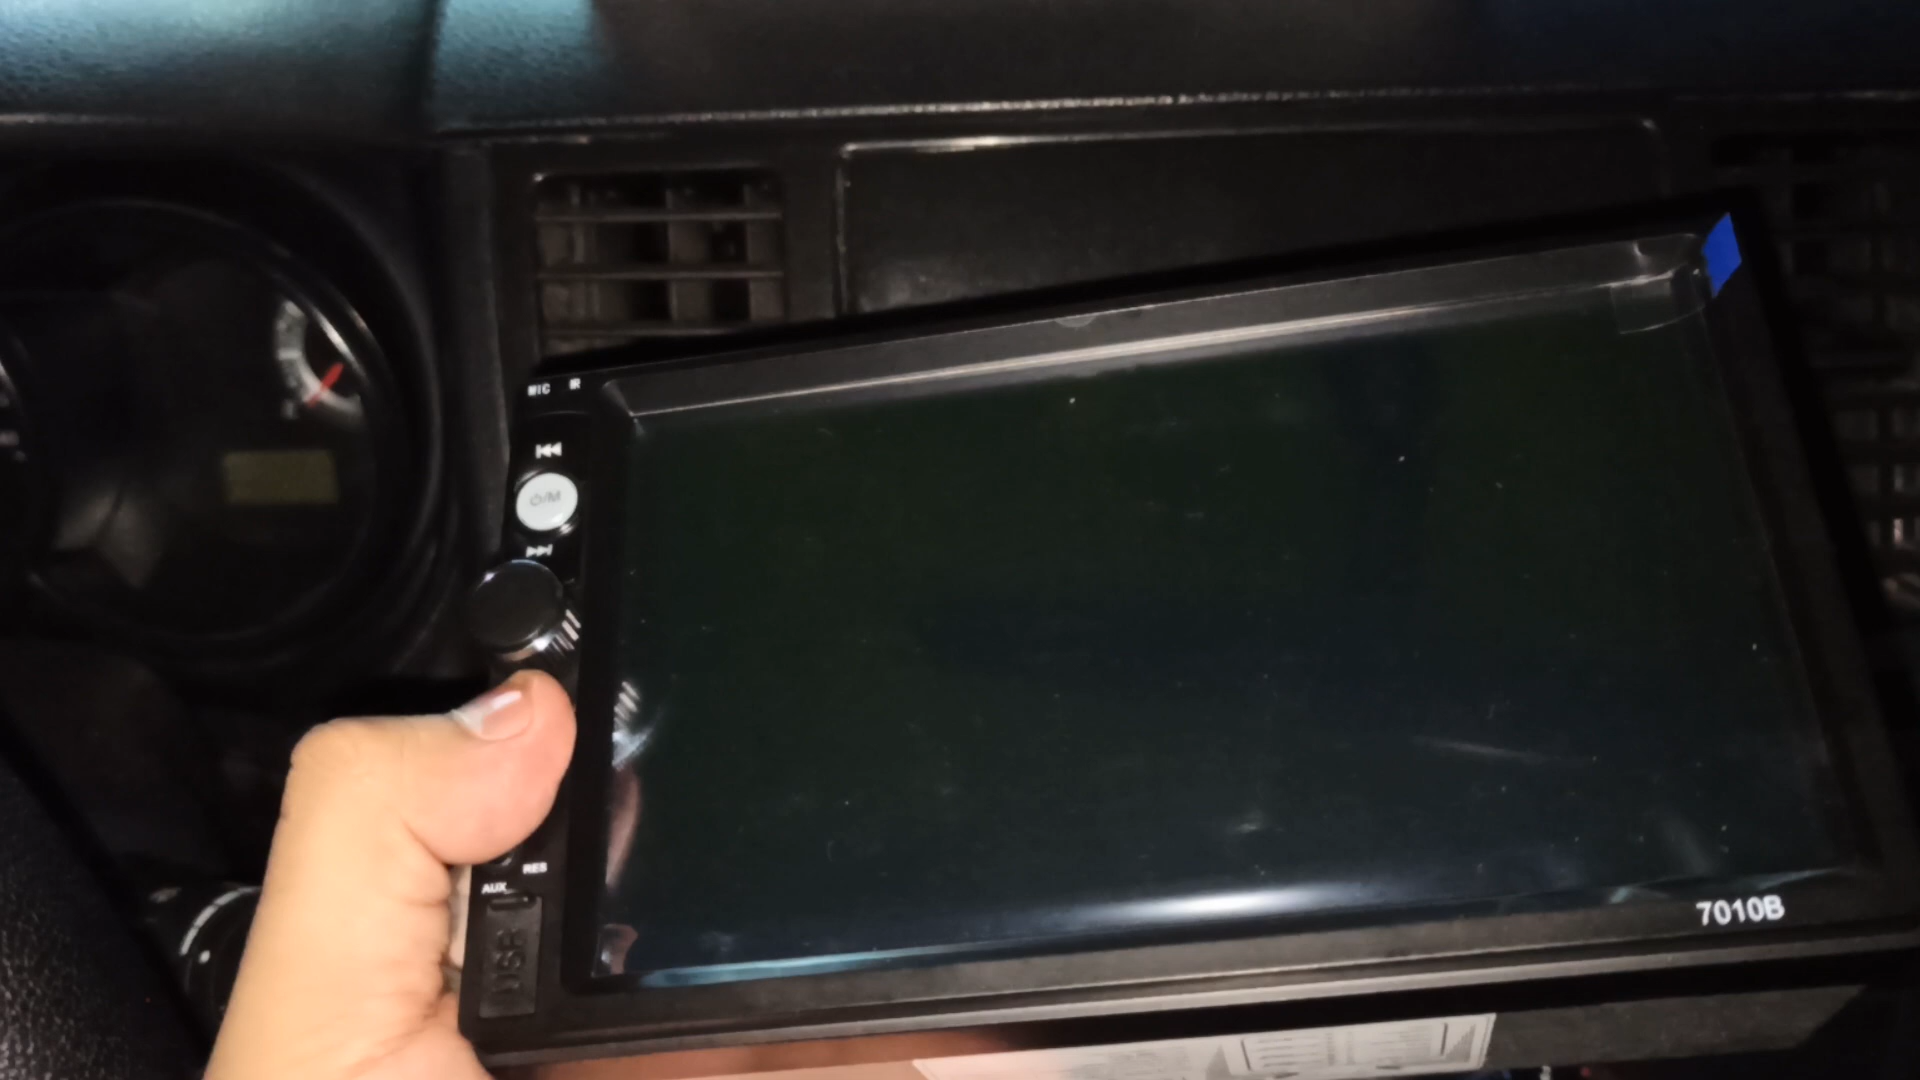 MIC IR
⏻/M
RES
AUX
USB
7010B